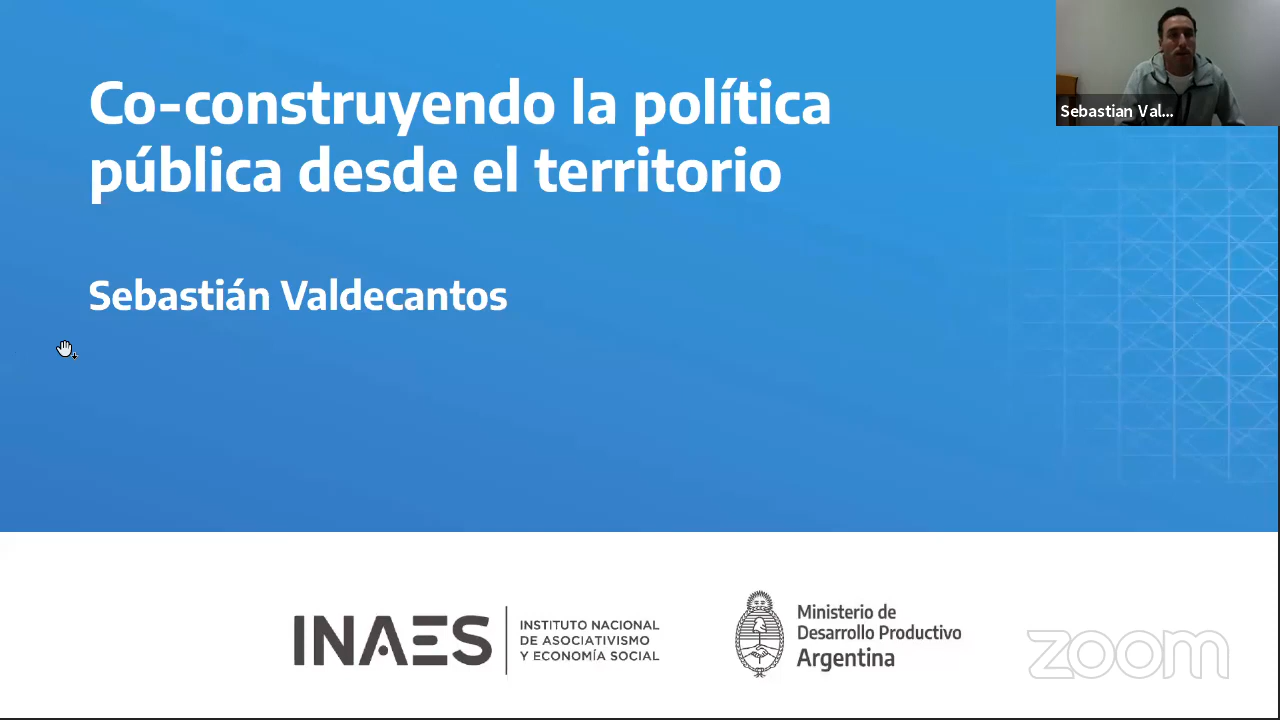 Co-construyendo la política
pública desde el territorio
Sebastián Valdecantos
Sebastian Val...
INAES
INSTITUTO NACIONAL
DE ASOCIATIVISMO
Y ECONOMÍA SOCIAL
Ministerio de
Desarrollo Productivo
Argentina
zoom